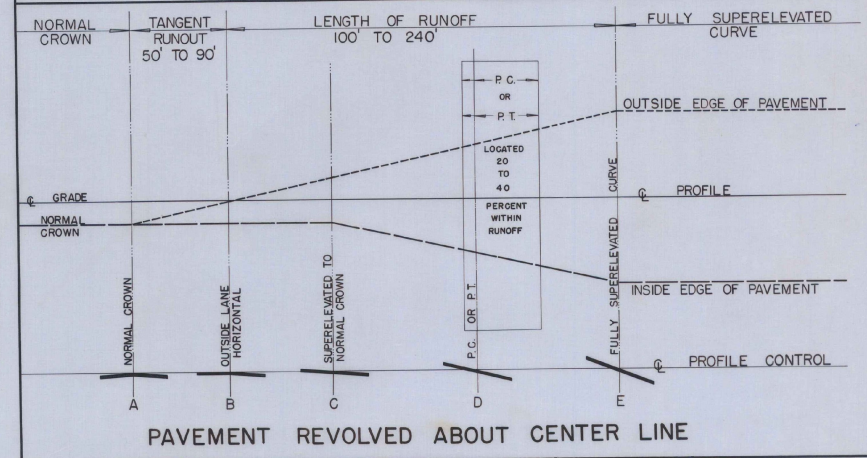 NORMAL
CROWN
TANGENT
RUNOUT
50' TO 90'
LENGTH OF RUNOFF
100' TO 240'
FULLY SUPERELEVATED
CURVE
P. C.
OR
P. T.
LOCATED
20
TO
40
PERCENT
WITHIN
RUNOFF
OUTSIDE EDGE OF PAVEMENT
℄ GRADE
℄ PROFILE
NORMAL
CROWN
INSIDE EDGE OF PAVEMENT
NORMAL CROWN
OUTSIDE LANE
HORIZONTAL
SUPERELEVATED TO
NORMAL CROWN
P.C. OR P.T.
FULLY SUPERELEVATED CURVE
℄ PROFILE CONTROL
A
B
C
D
E
PAVEMENT REVOLVED ABOUT CENTER LINE